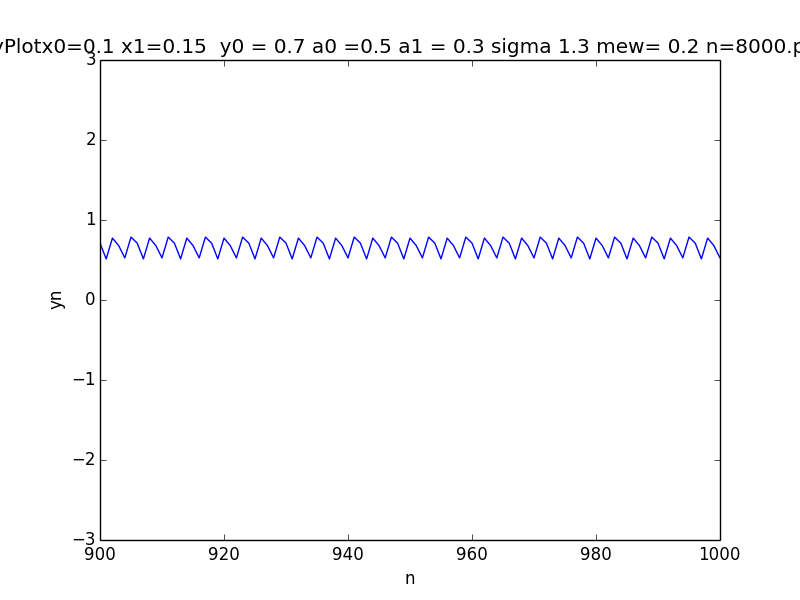 yPlotx0=0.1 x1=0.15  y0 = 0.7 a0 =0.5 a1 = 0.3 sigma 1.3 mew= 0.2 n=8000.p
3
2
1
0
−1
−2
−3
yn
900 920 940 960 980 1000
n